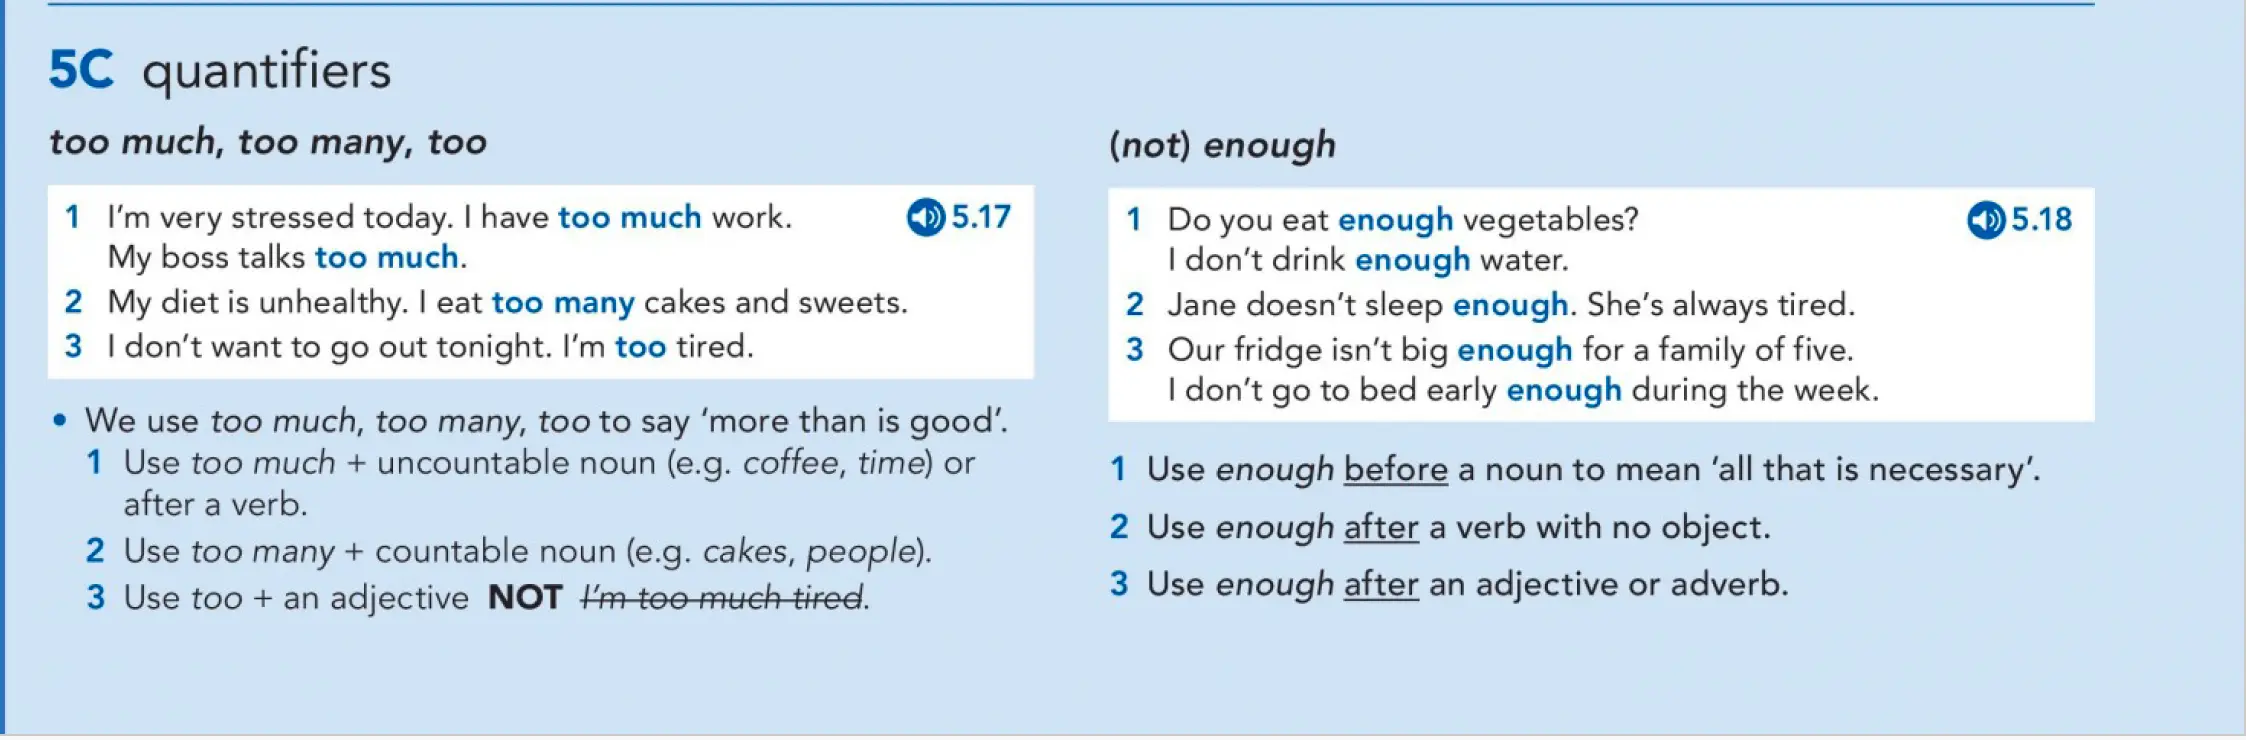 5C quantifiers
too much, too many, too
1 I'm very stressed today. I have too much work. 5.17
My boss talks too much.
2 My diet is unhealthy. I eat too many cakes and sweets.
3 I don't want to go out tonight. I'm too tired.
• We use too much, too many, too to say 'more than is good'.
1 Use too much + uncountable noun (e.g. coffee, time) or
after a verb.
2 Use too many + countable noun (e.g. cakes, people).
3 Use too + an adjective NOT I'm too much tired.
(not) enough
1 Do you eat enough vegetables? 5.18
I don't drink enough water.
2 Jane doesn't sleep enough. She's always tired.
3 Our fridge isn't big enough for a family of five.
I don't go to bed early enough during the week.
1 Use enough before a noun to mean 'all that is necessary'.
2 Use enough after a verb with no object.
3 Use enough after an adjective or adverb.